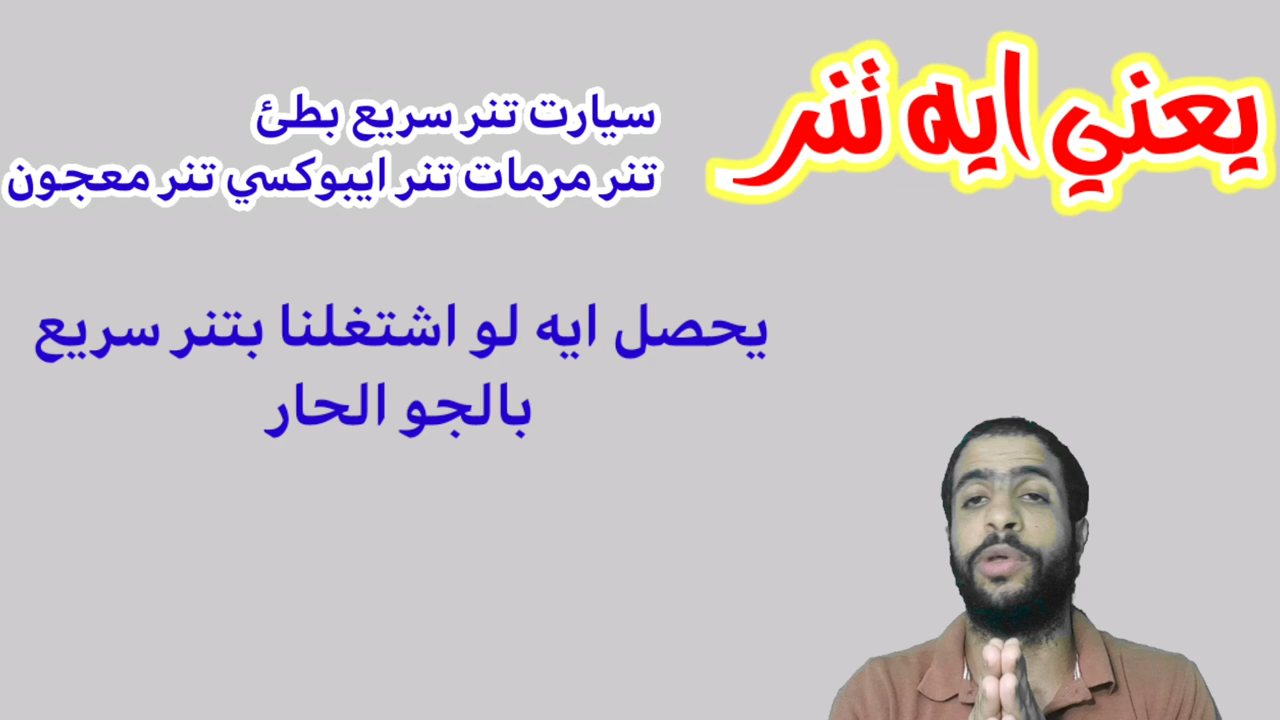 يعني ايه تنر
سيارت تنر سريع بطئ
تنر مرمات تنر ايبوكسي تنر معجون
يحصل ايه لو اشتغلنا بتنر سريع
بالجو الحار